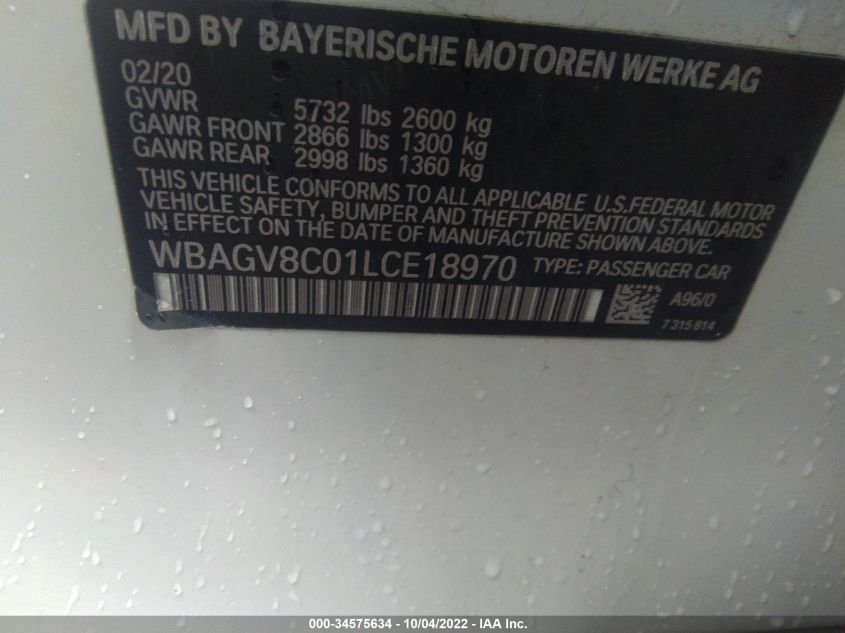 MFD BY BAYERISCHE MOTOREN WERKE AG
02/20
GVWR 5732 lbs 2600 kg
GAWR FRONT 2866 lbs 1300 kg
GAWR REAR 2998 lbs 1360 kg
THIS VEHICLE CONFORMS TO ALL APPLICABLE U.S.FEDERAL MOTOR
VEHICLE SAFETY, BUMPER AND THEFT PREVENTION STANDARDS
IN EFFECT ON THE DATE OF MANUFACTURE SHOWN ABOVE.
WBAGV8C01LCE18970 TYPE: PASSENGER CAR
A96/0
7315814
000-34575634 - 10/04/2022 - IAA Inc.